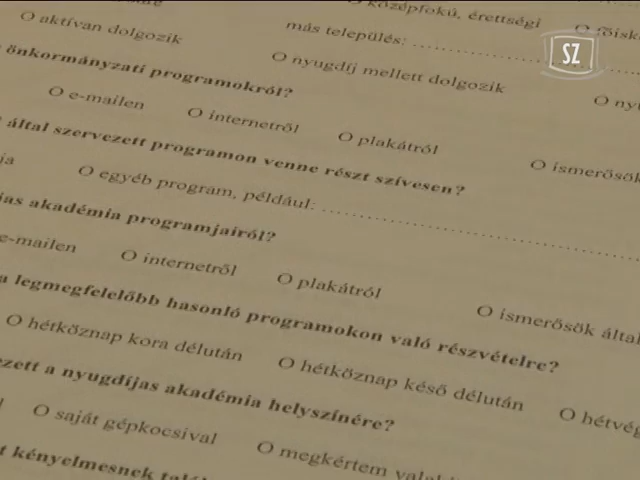 O középfokú, érettségi
O aktívan dolgozik
más település:
SZ
O nyugdíj mellett dolgozik
önkormányzati programokról?
O e-mailen O internetről O plakátról O ismerősök
által szervezett programon venne részt szívesen?
O egyéb program, például:
akadémia programjairól?
e-mailen O internetről O plakátról O ismerősök által
a legmegfelelőbb hasonló programokon való részvételre?
O hétköznap kora délután O hétköznap késő délután O hétvég
a nyugdíjas akadémia helyszínére?
O saját gépkocsival O megkértem
kényelmesnek